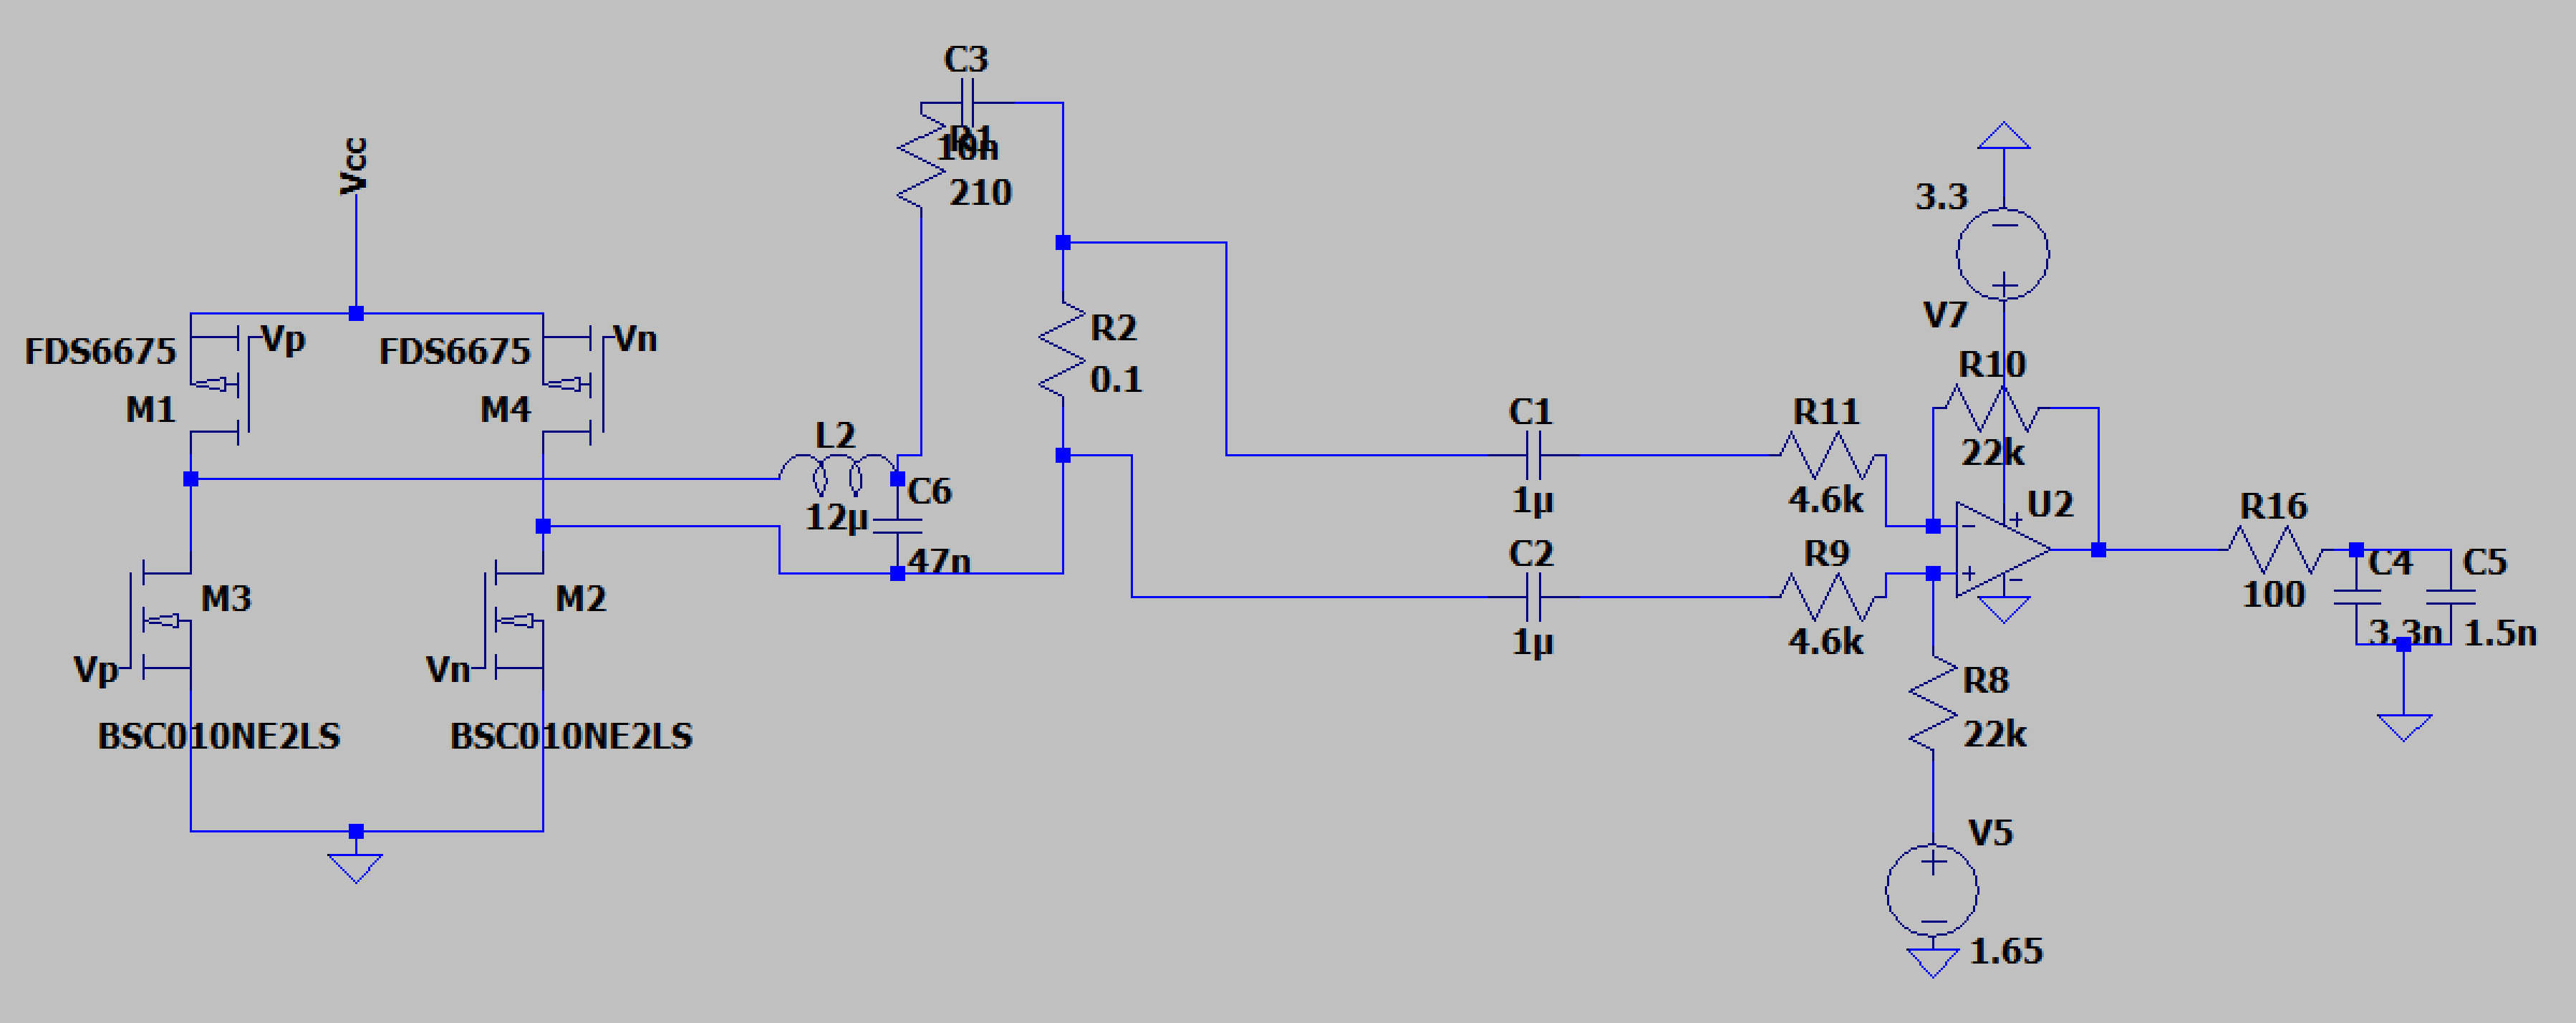 C3
R1
10n
210
Vcc
FDS6675
Vp
M1
FDS6675
Vn
M4
R2
0.1
L2
12µ
C6
47n
M3
Vp
BSC010NE2LS
M2
Vn
BSC010NE2LS
C1
1µ
R11
4.6k
C2
1µ
R9
4.6k
3.3
V7
R10
22k
U2
R8
22k
V5
1.65
R16
100
C4
3.3n
C5
1.5n